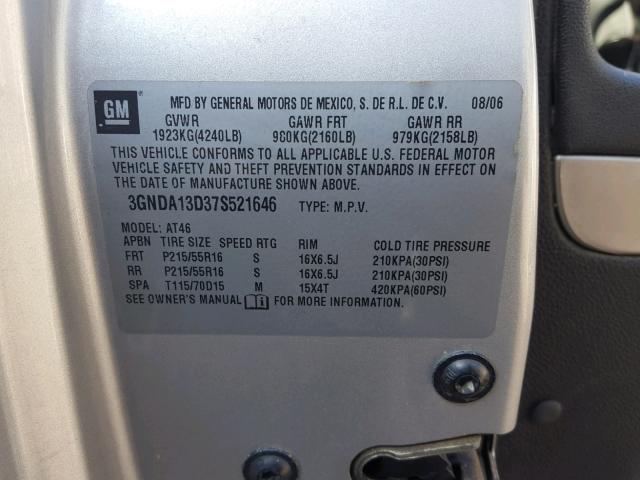 GM
MFD BY GENERAL MOTORS DE MEXICO, S. DE R.L. DE C.V. 08/06
GVWR GAWR FRT GAWR RR
1923KG(4240LB) 980KG(2160LB) 979KG(2158LB)
THIS VEHICLE CONFORMS TO ALL APPLICABLE U.S. FEDERAL MOTOR
VEHICLE SAFETY AND THEFT PREVENTION STANDARDS IN EFFECT ON
THE DATE OF MANUFACTURE SHOWN ABOVE.
3GNDA13D37S521646 TYPE: M.P.V.
MODEL: AT46
APBN TIRE SIZE SPEED RTG RIM COLD TIRE PRESSURE
FRT P215/55R16 S 16X6.5J 210KPA(30PSI)
RR P215/55R16 S 16X6.5J 210KPA(30PSI)
SPA T115/70D15 M 15X4T 420KPA(60PSI)
SEE OWNER'S MANUAL FOR MORE INFORMATION.